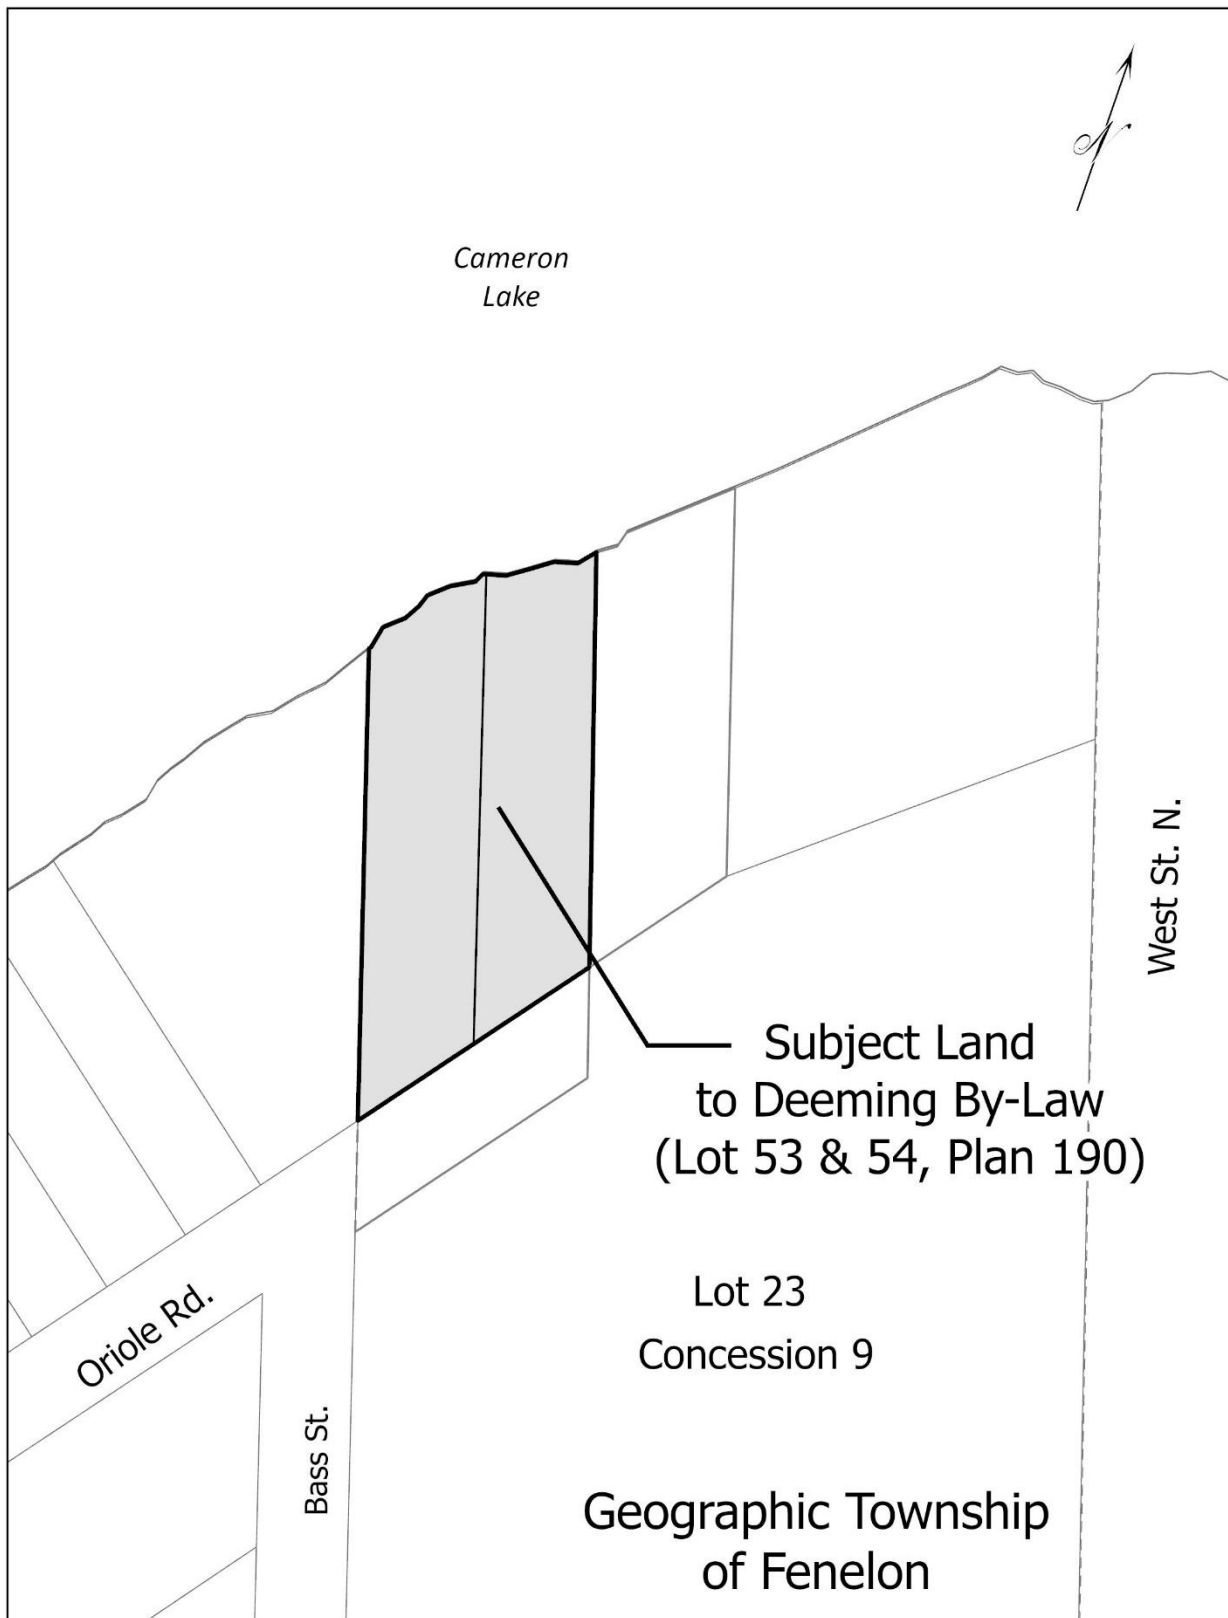 N
Cameron
Lake
West St. N.
Subject Land
to Deeming By-Law
(Lot 53 & 54, Plan 190)
Lot 23
Concession 9
Oriole Rd.
Bass St.
Geographic Township
of Fenelon